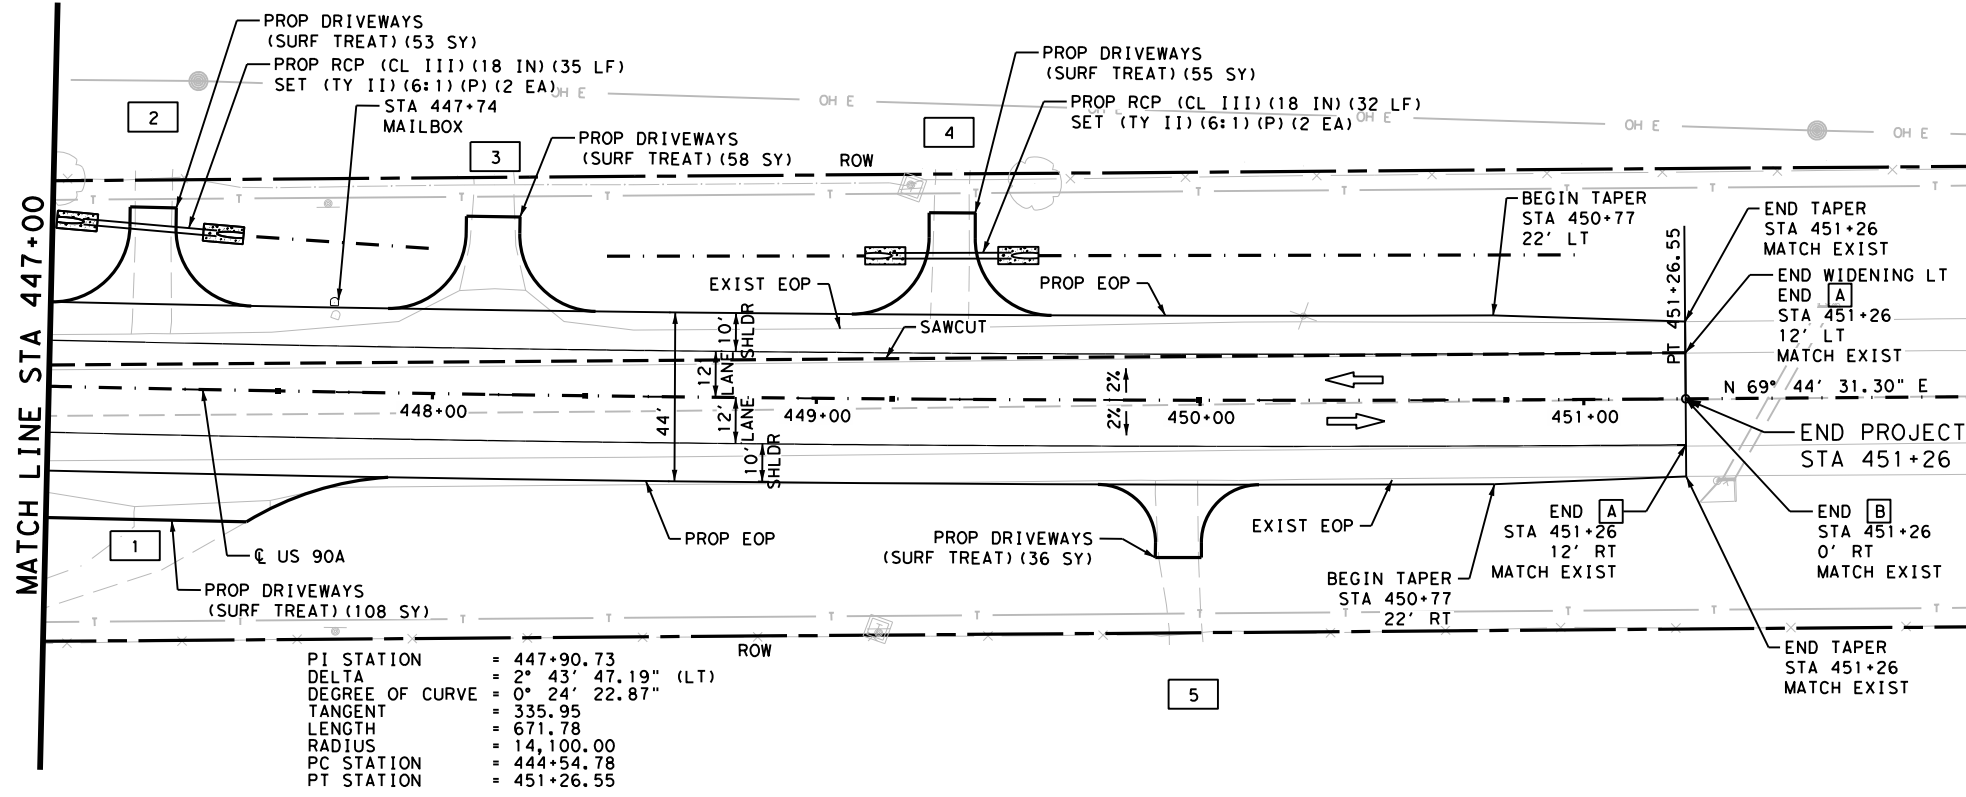 PROP DRIVEWAYS
(SURF TREAT)(53 SY)
PROP RCP (CL III)(18 IN)(35 LF)
SET (TY II)(6:1)(P)(2 EA)
STA 447+74
MAILBOX
2
3
PROP DRIVEWAYS
(SURF TREAT)(58 SY)
4
PROP DRIVEWAYS
(SURF TREAT)(55 SY)
PROP RCP (CL III)(18 IN)(32 LF)
SET (TY II)(6:1)(P)(2 EA)
OH E
OH E
OH E
OH E
OH E
OH E
ROW
T T T T T T T T T T T
BEGIN TAPER
STA 450+77
22' LT
END TAPER
STA 451+26
MATCH EXIST
END WIDENING LT
END A
STA 451+26
12' LT
MATCH EXIST
PT 451+26.55
MATCH LINE STA 447+00
EXIST EOP
PROP EOP
SAWCUT
10'
SHLDR
12'
LANE
12'
LANE
10'
SHLDR
44'
2%
2%
448+00
449+00
450+00
451+00
N 69° 44' 31.30" E
END PROJECT
STA 451+26
END A
STA 451+26
12' RT
MATCH EXIST
END B
STA 451+26
0' RT
MATCH EXIST
1
℄ US 90A
PROP DRIVEWAYS
(SURF TREAT)(108 SY)
PROP EOP
PROP DRIVEWAYS
(SURF TREAT)(36 SY)
EXIST EOP
BEGIN TAPER
STA 450+77
22' RT
END TAPER
STA 451+26
MATCH EXIST
T T T T T T T T T T T
ROW
5
PI STATION = 447+90.73
DELTA = 2° 43' 47.19" (LT)
DEGREE OF CURVE = 0° 24' 22.87"
TANGENT = 335.95
LENGTH = 671.78
RADIUS = 14,100.00
PC STATION = 444+54.78
PT STATION = 451+26.55